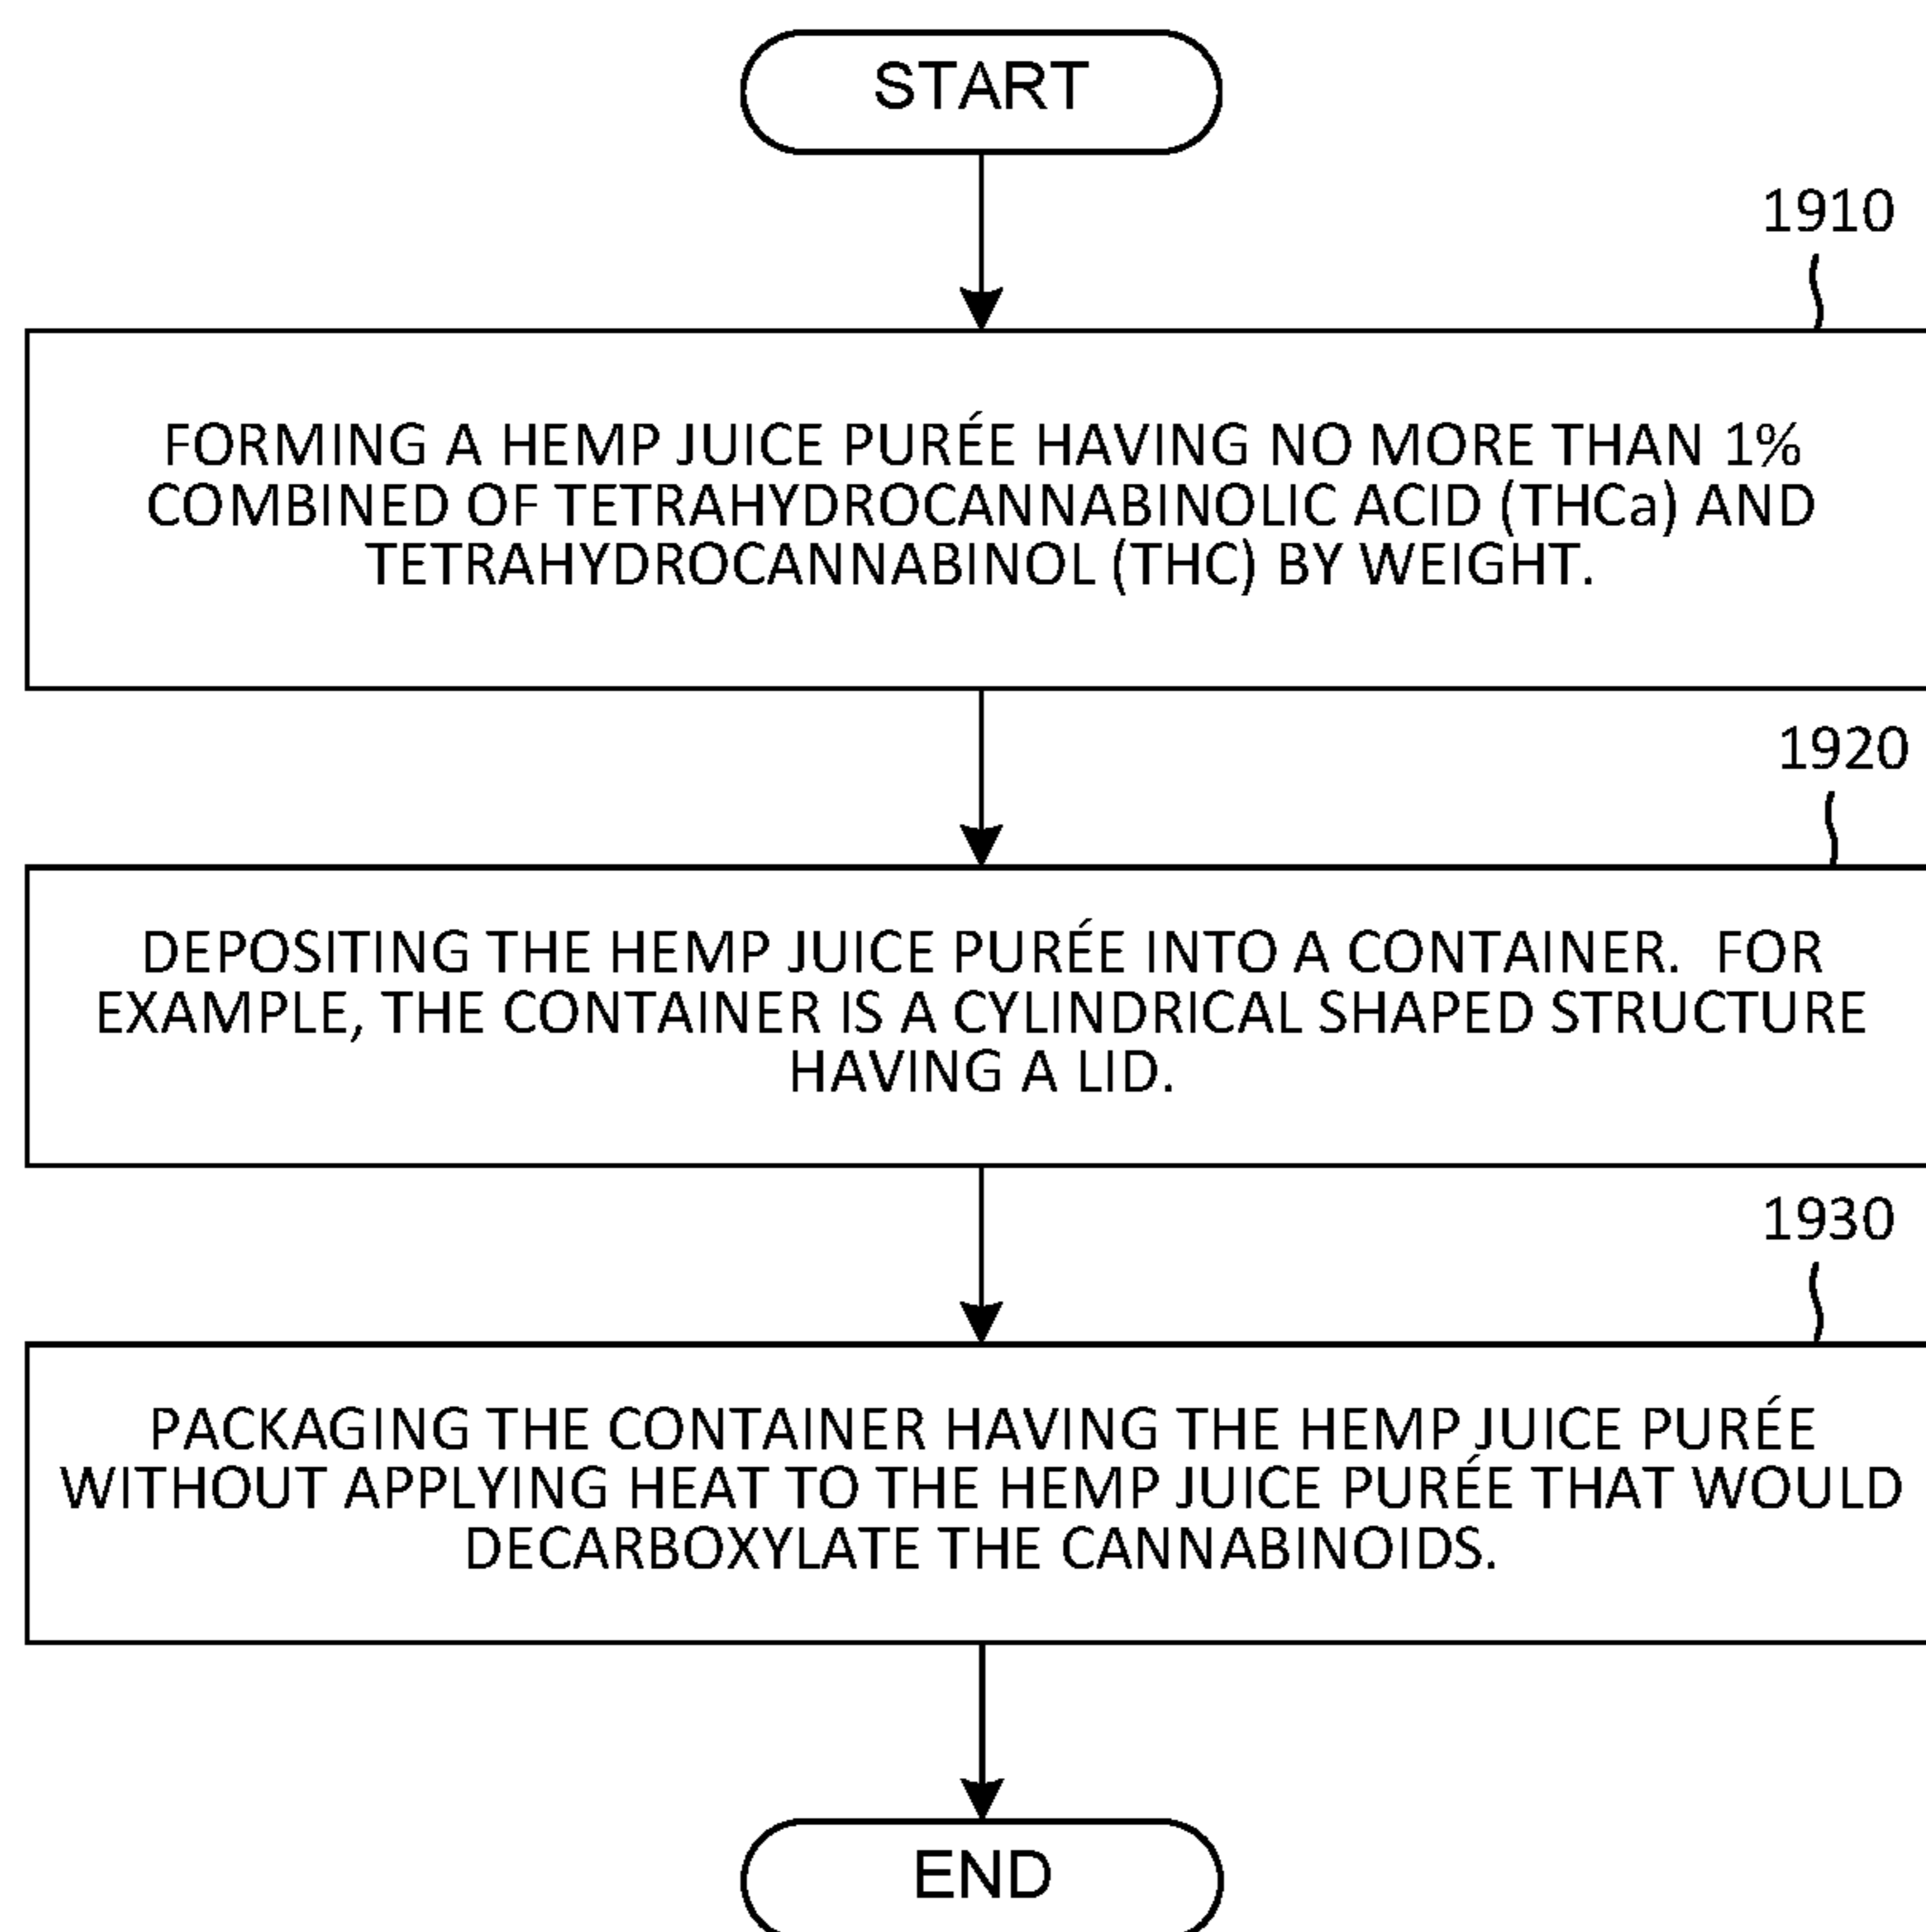 START
1910
FORMING A HEMP JUICE PURÉE HAVING NO MORE THAN 1%
COMBINED OF TETRAHYDROCANNABINOLIC ACID (THCa) AND
TETRAHYDROCANNABINOL (THC) BY WEIGHT.
1920
DEPOSITING THE HEMP JUICE PURÉE INTO A CONTAINER.  FOR
EXAMPLE, THE CONTAINER IS A CYLINDRICAL SHAPED STRUCTURE
HAVING A LID.
1930
PACKAGING THE CONTAINER HAVING THE HEMP JUICE PURÉE
WITHOUT APPLYING HEAT TO THE HEMP JUICE PURÉE THAT WOULD
DECARBOXYLATE THE CANNABINOIDS.
END